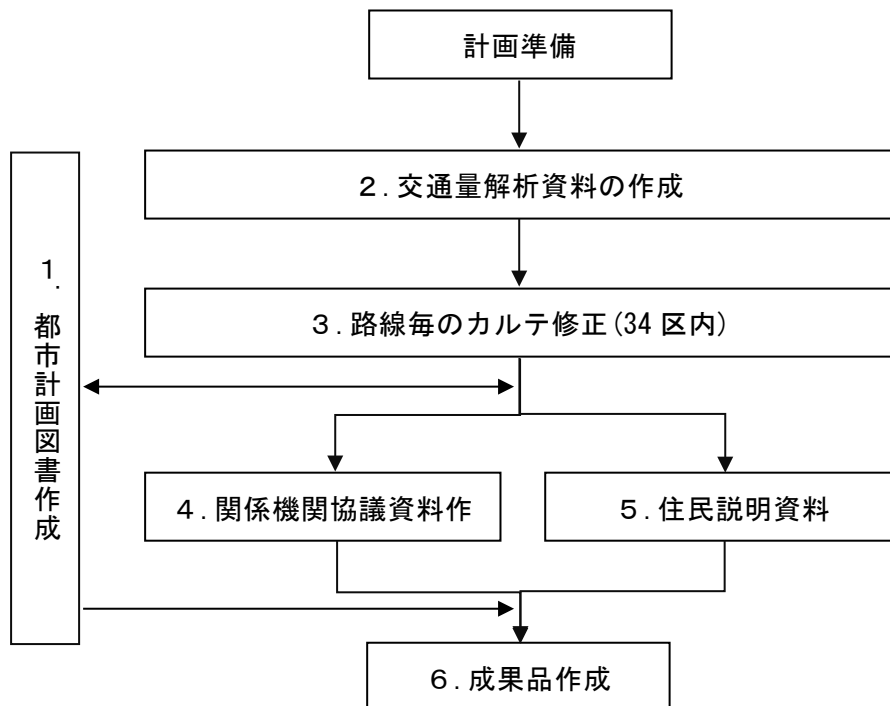 計画準備
２.交通量解析資料の作成
１.都市計画図書作成
３.路線毎のカルテ修正(34 区内)
４.関係機関協議資料作
５.住民説明資料
６.成果品作成